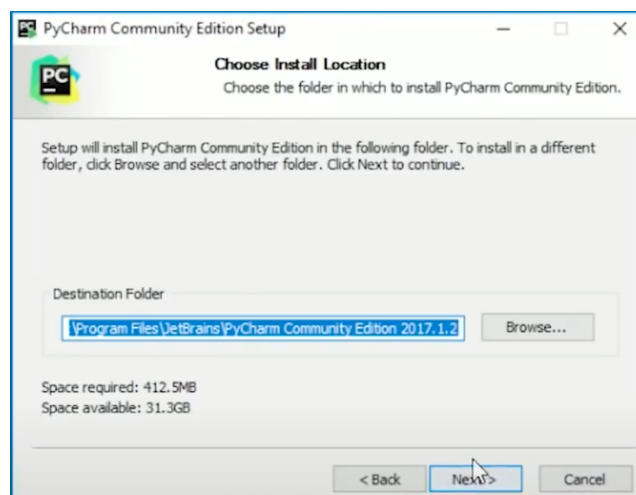 PyCharm Community Edition Setup
PC
Choose Install Location
Choose the folder in which to install PyCharm Community Edition.
Setup will install PyCharm Community Edition in the following folder. To install in a different
folder, click Browse and select another folder. Click Next to continue.
Destination Folder
:\Program Files\JetBrains\PyCharm Community Edition 2017.1.2
Browse...
Space required: 412.5MB
Space available: 31.3GB
< Back
Next >
Cancel